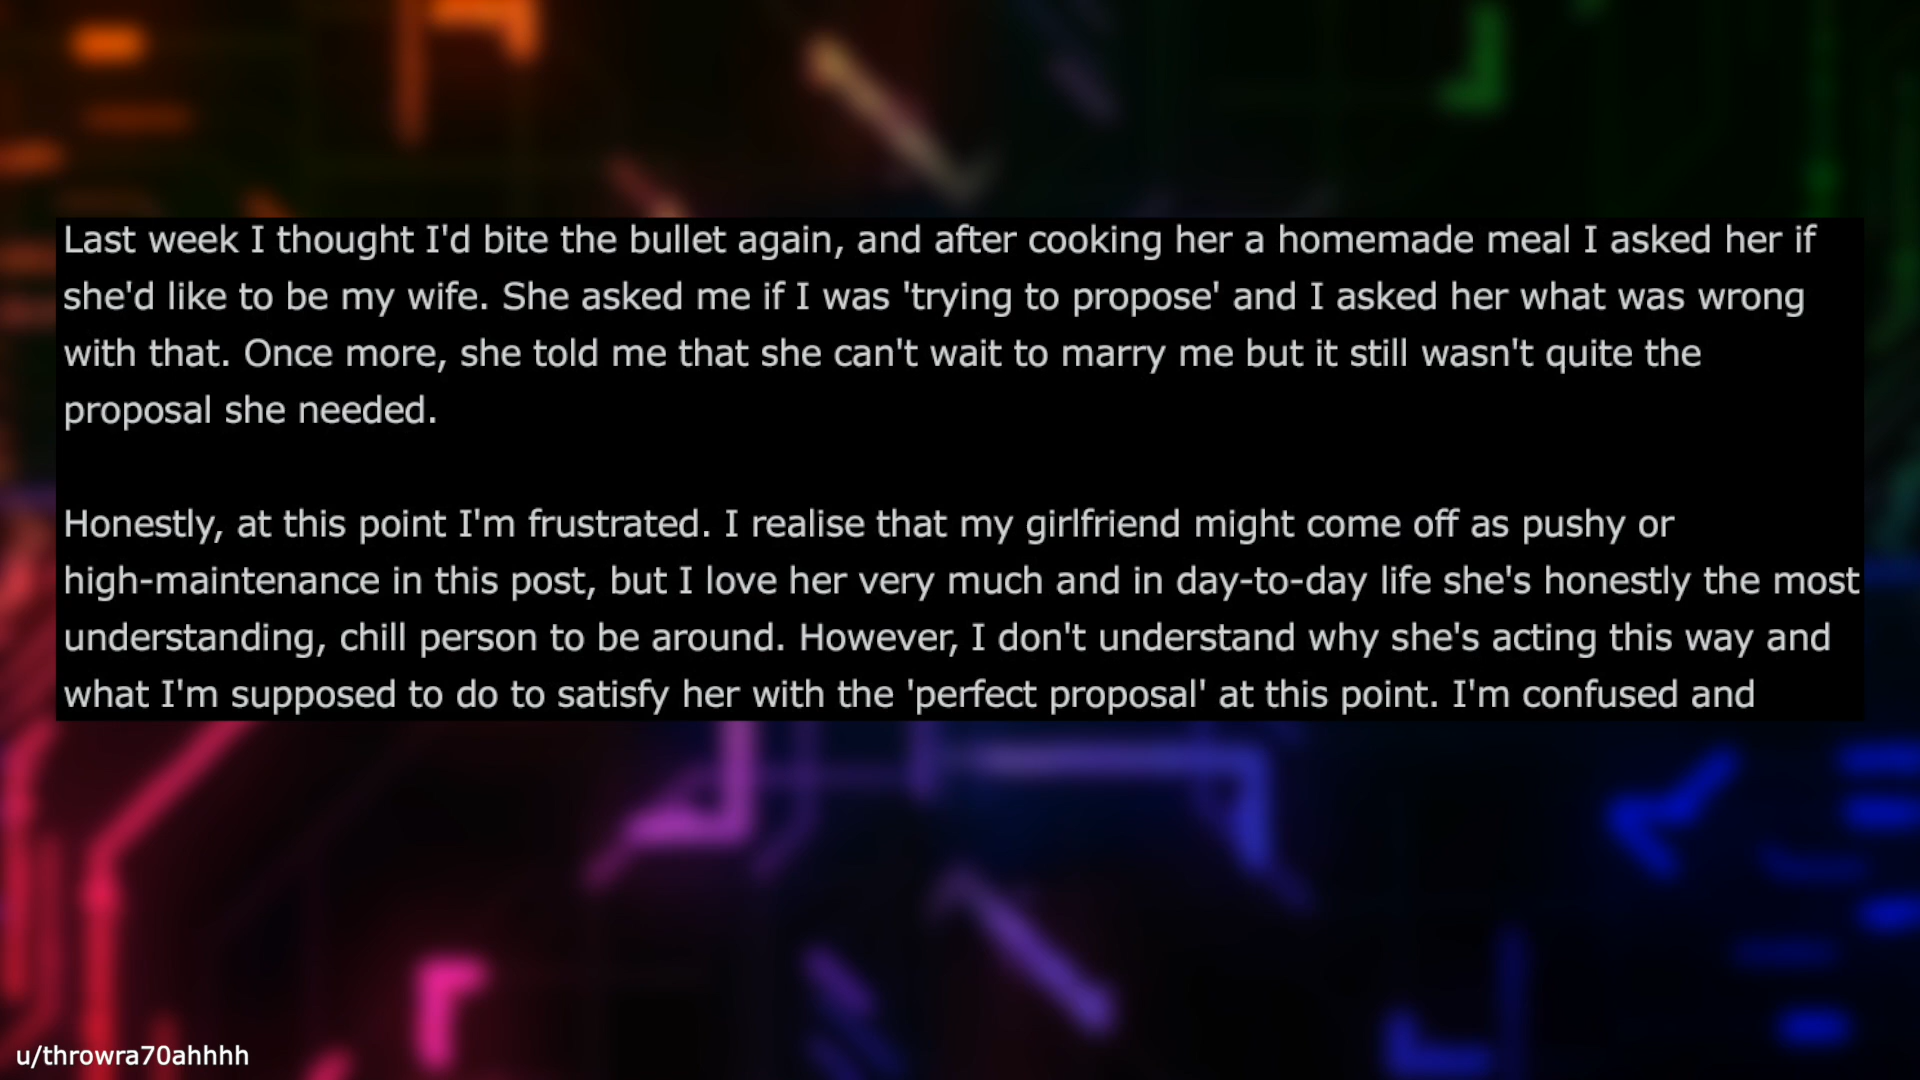 Last week I thought I'd bite the bullet again, and after cooking her a homemade meal I asked her if
she'd like to be my wife. She asked me if I was 'trying to propose' and I asked her what was wrong
with that. Once more, she told me that she can't wait to marry me but it still wasn't quite the
proposal she needed.
Honestly, at this point I'm frustrated. I realise that my girlfriend might come off as pushy or
high-maintenance in this post, but I love her very much and in day-to-day life she's honestly the most
understanding, chill person to be around. However, I don't understand why she's acting this way and
what I'm supposed to do to satisfy her with the 'perfect proposal' at this point. I'm confused and
u/throwra70ahhhh